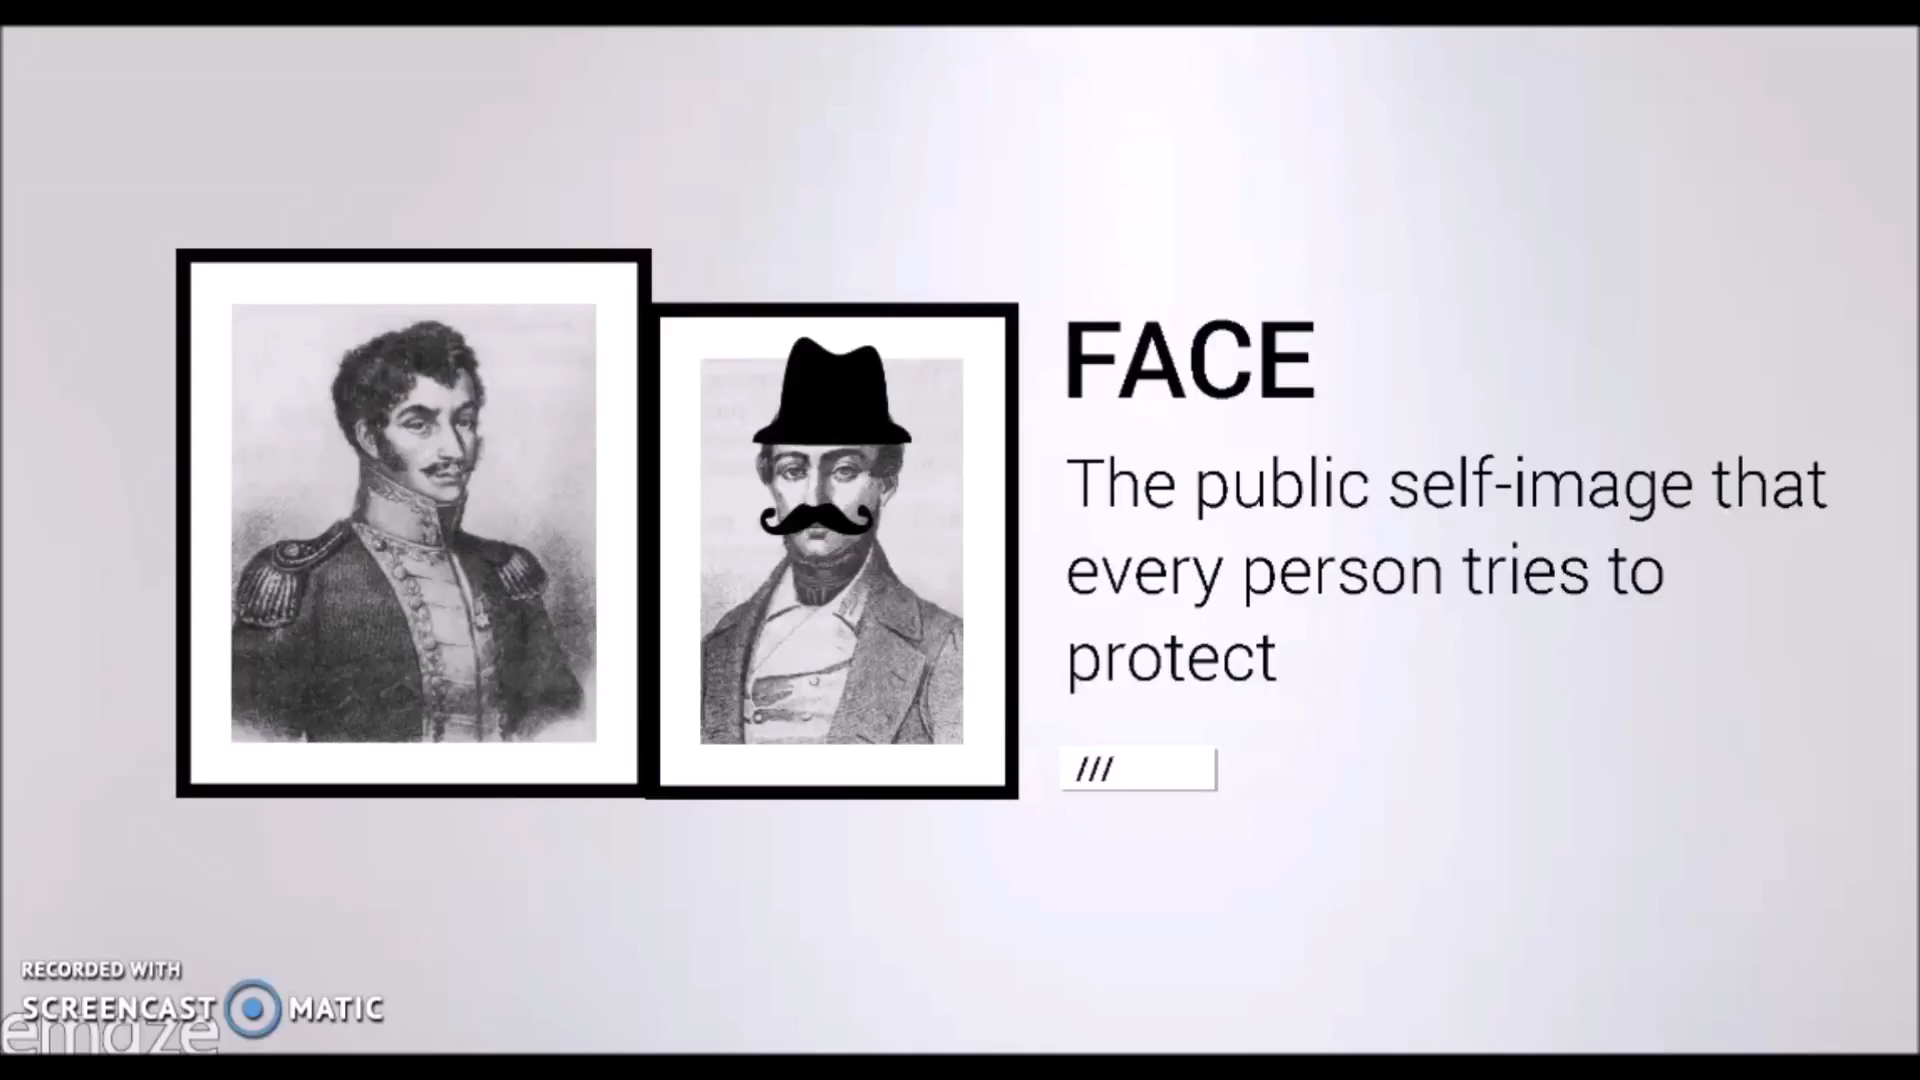 FACE
The public self-image that
every person tries to
protect
///
RECORDED WITH
SCREENCAST MATIC
emaze